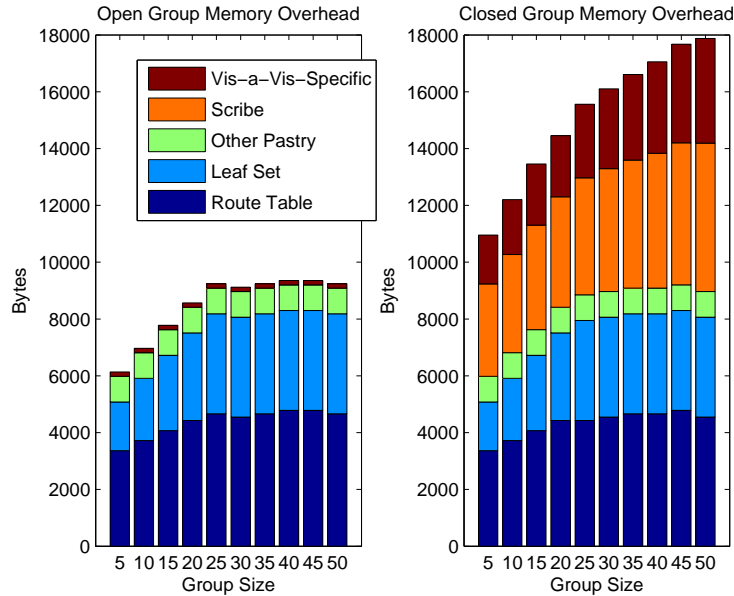 Open Group Memory Overhead
18000
16000
14000
12000
10000
8000
6000
4000
2000
0
Bytes
5 10 15 20 25 30 35 40 45 50
Group Size
Vis−a−Vis−Specific
Scribe
Other Pastry
Leaf Set
Route Table
Closed Group Memory Overhead
18000
16000
14000
12000
10000
8000
6000
4000
2000
0
Bytes
5 10 15 20 25 30 35 40 45 50
Group Size